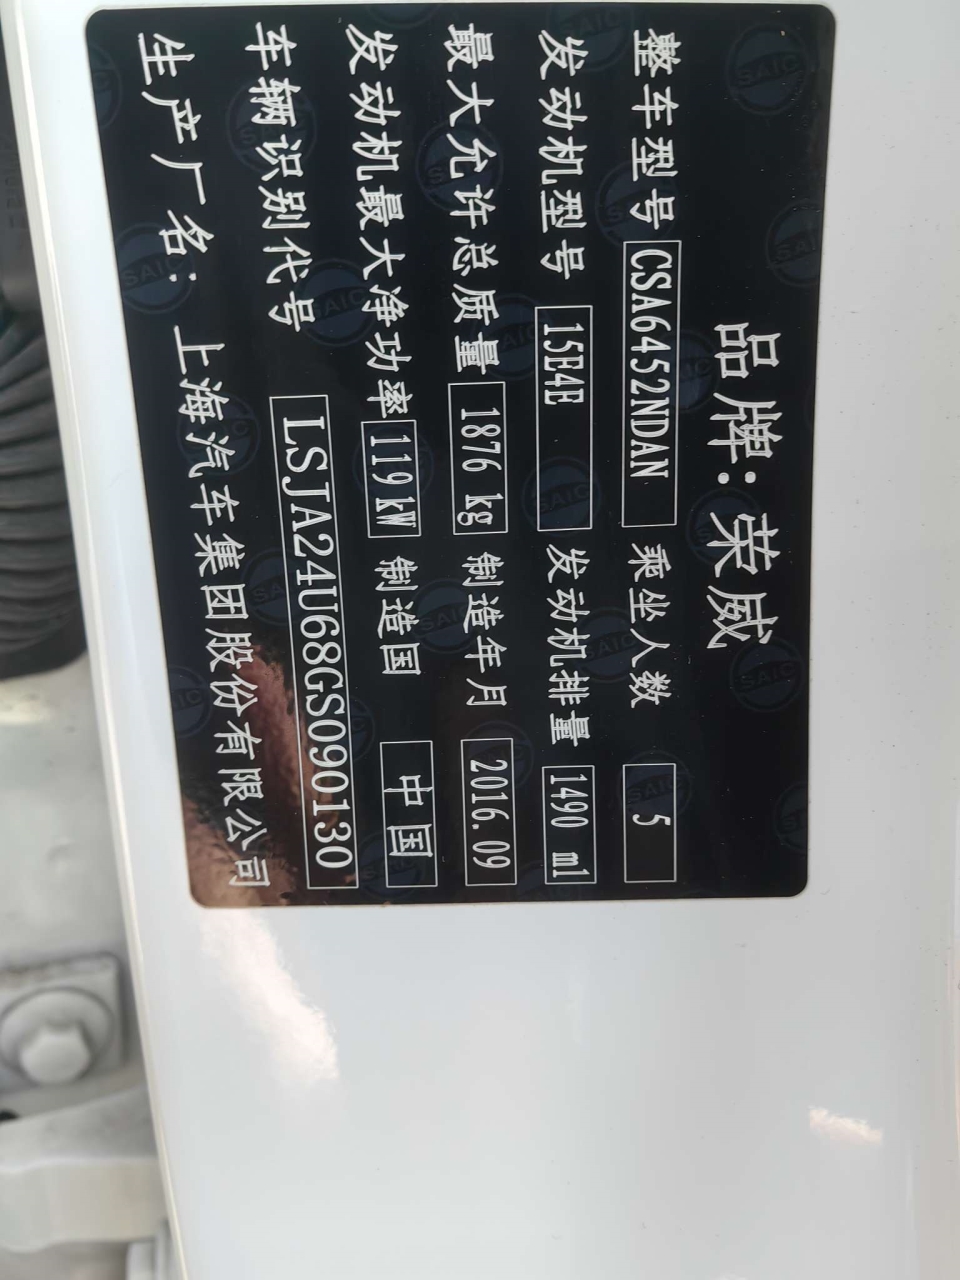 品牌:荣威
整车型号 CSA6452NDAN 乘坐人数 5
发动机型号 15E4E 发动机排量 1490 ml
最大允许总质量 1876 kg 制造年月 2016.09
发动机最大净功率 119kW 制造国 中国
车辆识别代号 LSJA24U68GS090130
生产厂名: 上海汽车集团股份有限公司
SAIC